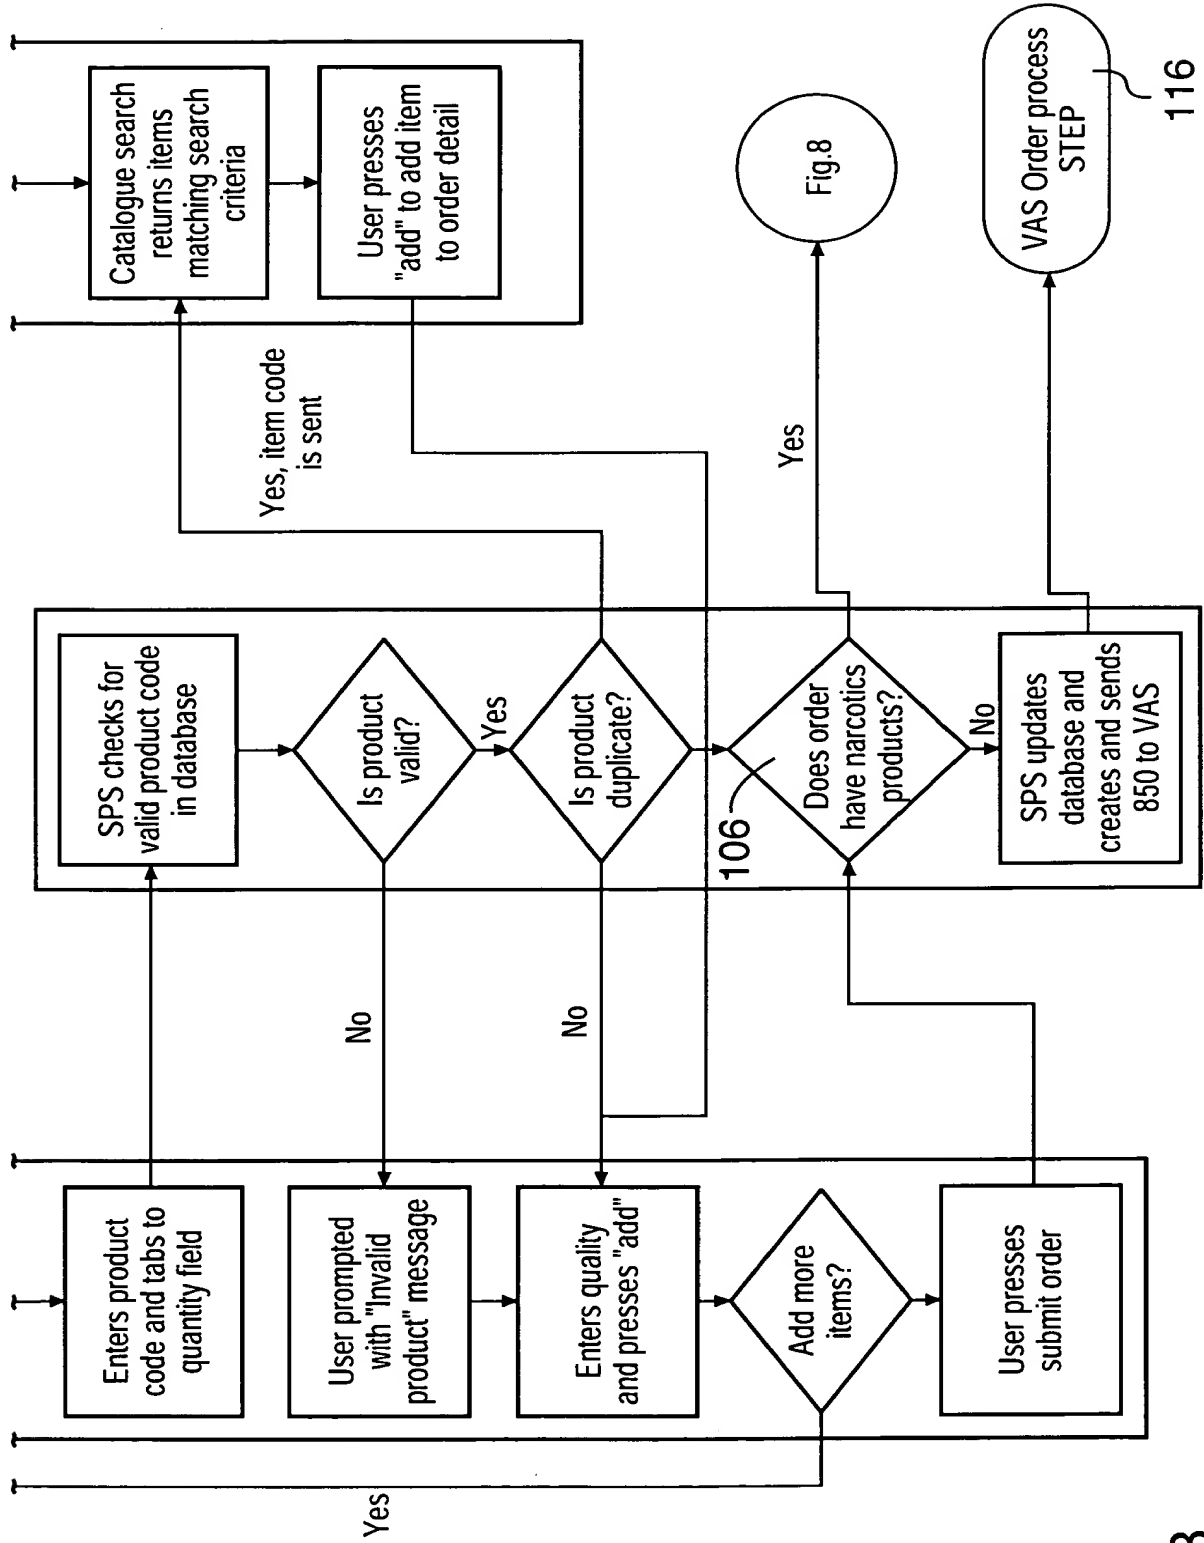 Catalogue search
returns items
matching search
criteria
User presses
"add" to add item
to order detail
Yes, item code
is sent
Fig.8
Yes
VAS Order process
STEP
116
SPS checks for
valid product code
in database
Is product
valid?
Yes
Is product
duplicate?
106
Does order
have narcotics
products?
No
SPS updates
database and
creates and sends
850 to VAS
No
No
Enters product
code and tabs to
quantity field
User prompted
with "Invalid
product" message
Enters quality
and presses "add"
Add more
items?
User presses
submit order
Yes